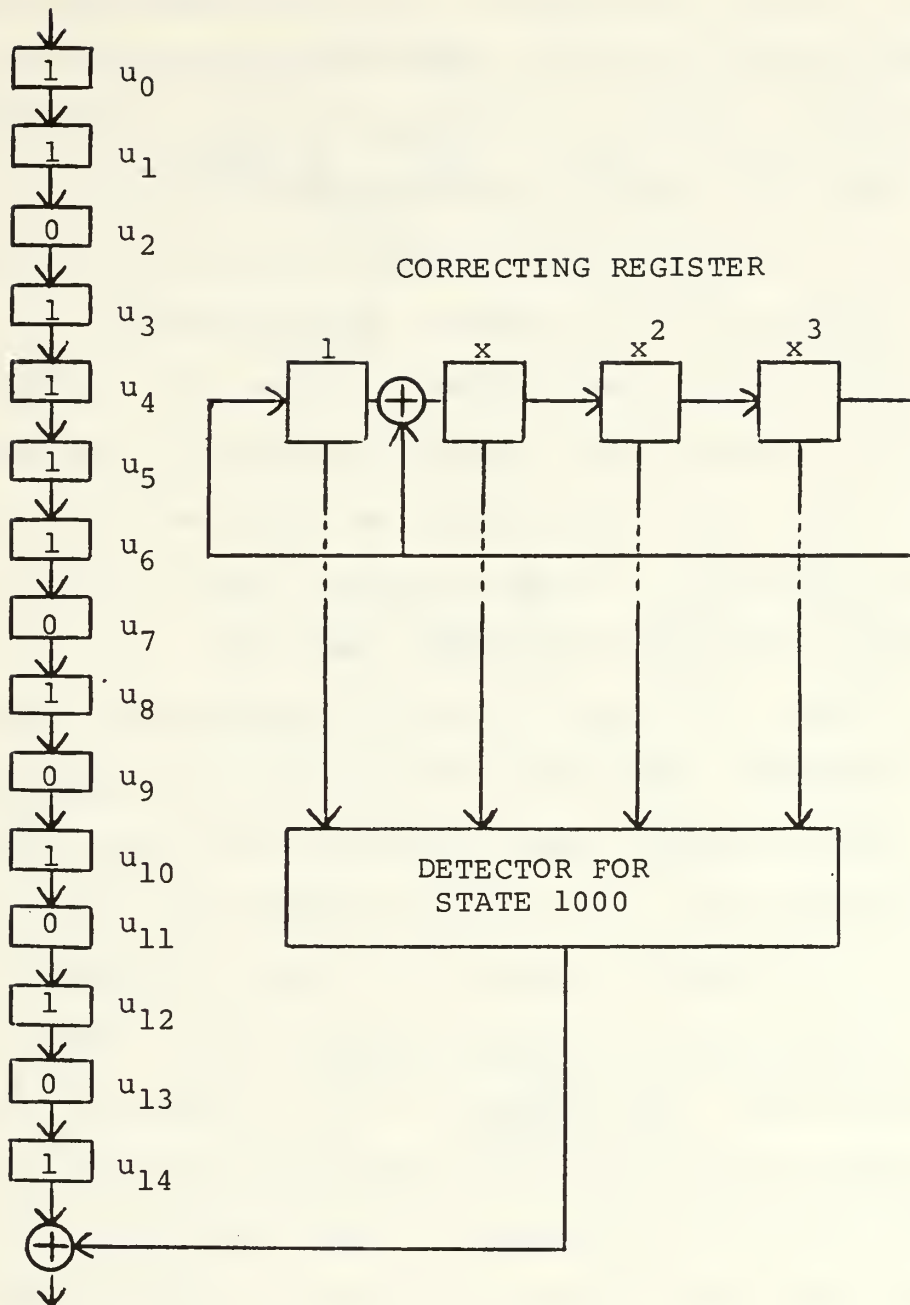 1 u₀
1 u₁
0 u₂
CORRECTING REGISTER
1 u₃
1 x x² x³
1 u₄
1 u₅
1 u₆
0 u₇
1 u₈
0 u₉
1 u₁₀
DETECTOR FOR
STATE 1000
0 u₁₁
1 u₁₂
0 u₁₃
1 u₁₄